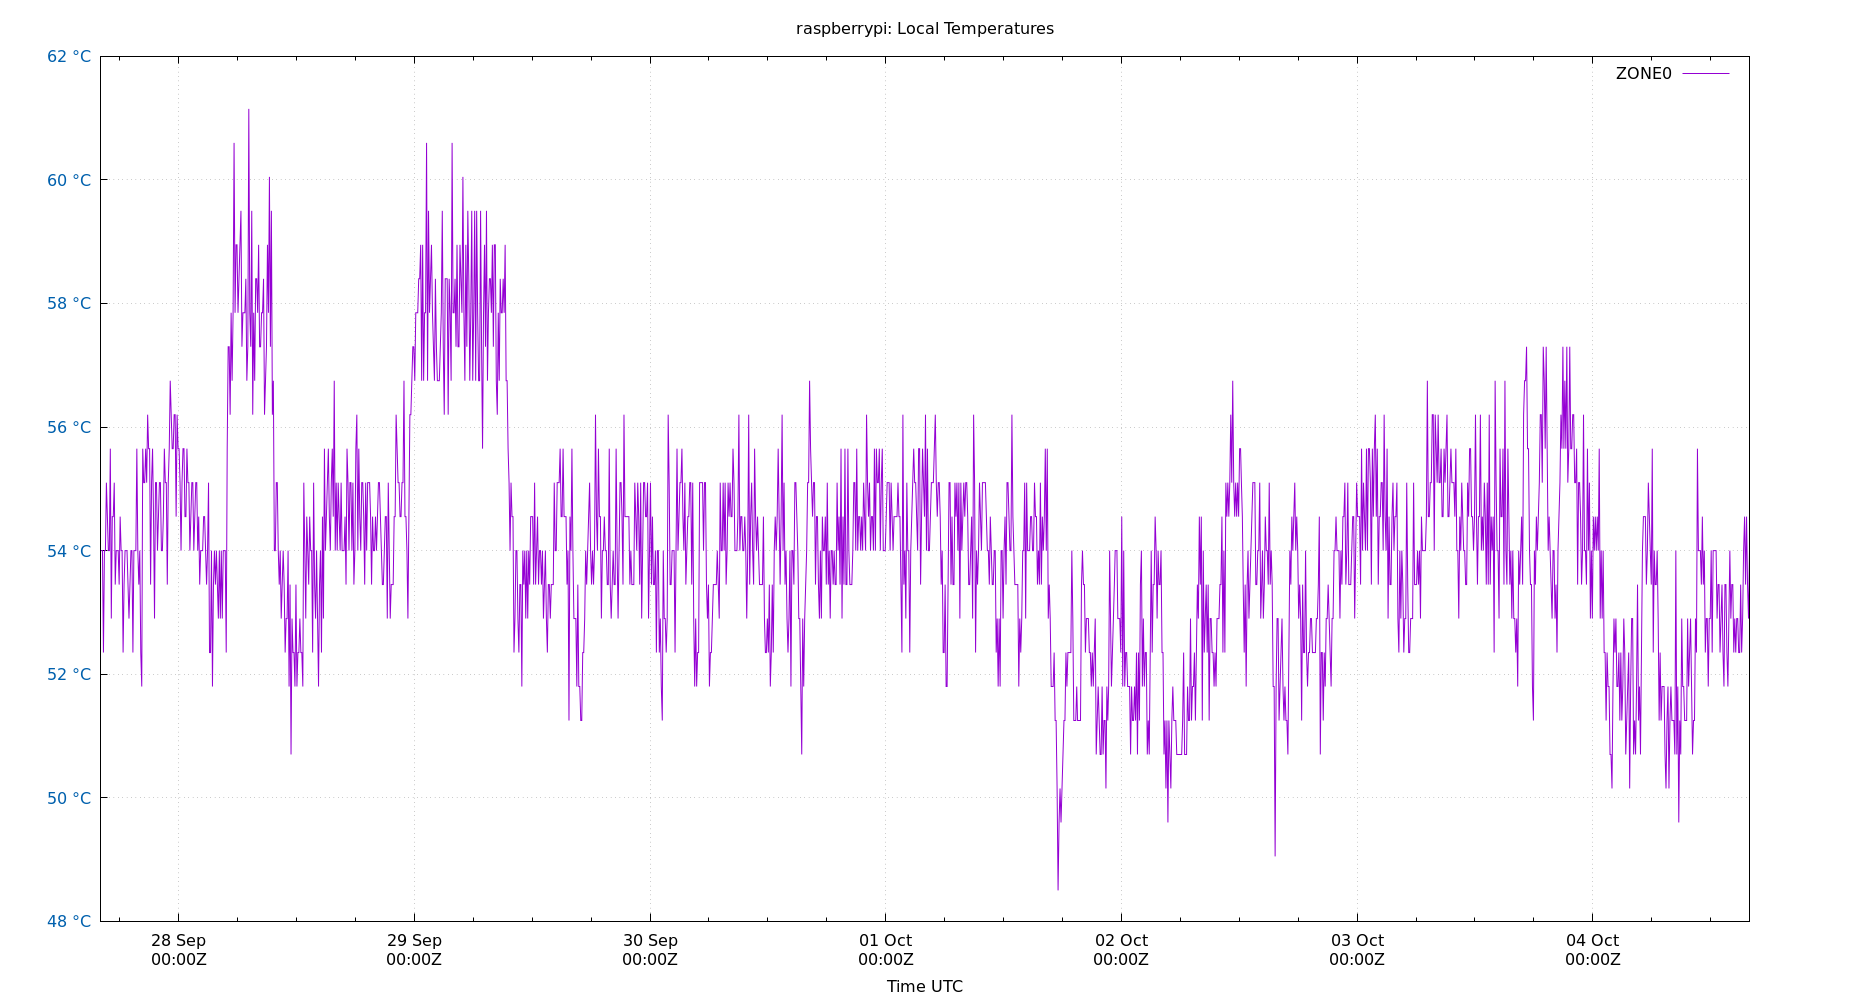 raspberrypi: Local Temperatures
62 °C
ZONE0
60 °C
58 °C
56 °C
54 °C
52 °C
50 °C
48 °C
28 Sep 29 Sep 30 Sep 01 Oct 02 Oct 03 Oct 04 Oct
00:00Z 00:00Z 00:00Z 00:00Z 00:00Z 00:00Z 00:00Z
Time UTC